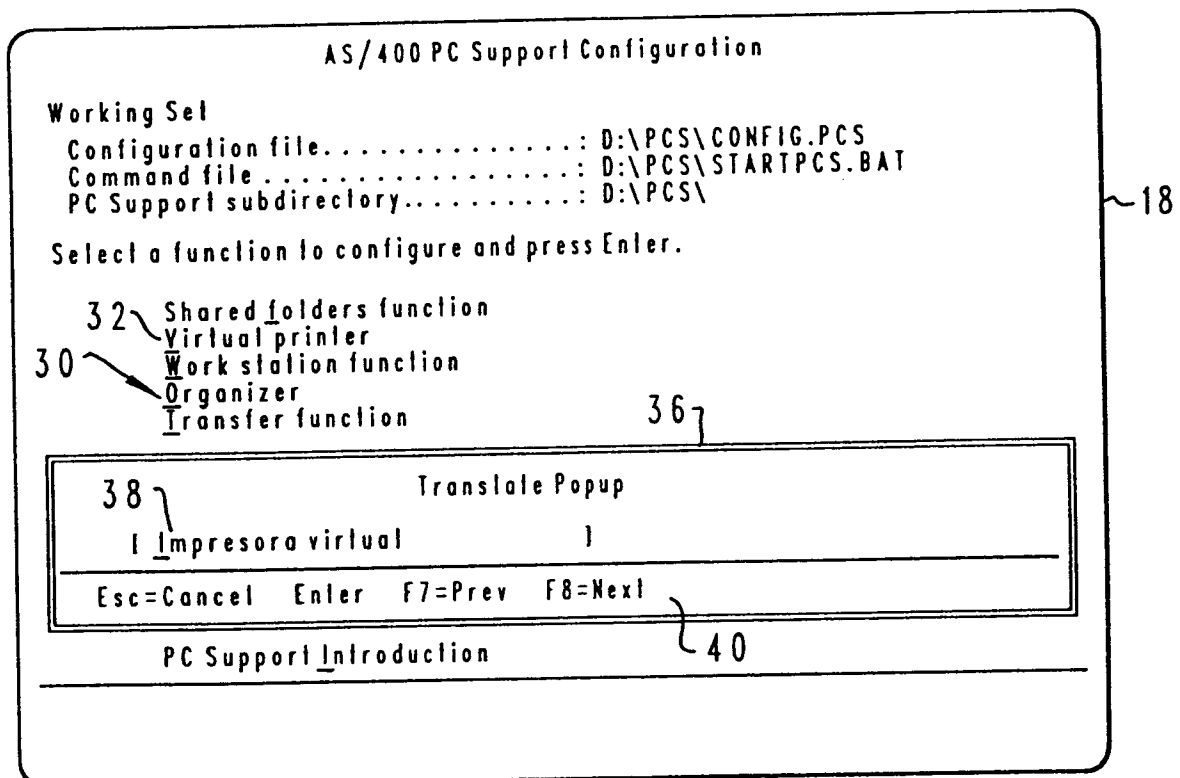 AS/400 PC Support Configuration
Working Set
Configuration file. . . . . . . . . . . . . . : D:\PCS\CONFIG.PCS
Command file . . . . . . . . . . . . . . . . . : D:\PCS\STARTPCS.BAT
PC Support subdirectory. . . . . . . . . . : D:\PCS\
18
Select a function to configure and press Enter.
Shared folders function
32 Virtual printer
Work station function
30
Organizer
Transfer function
36
38 Translate Popup
[ Impresora virtual ]
Esc=Cancel Enter F7=Prev F8=Next
40
PC Support Introduction